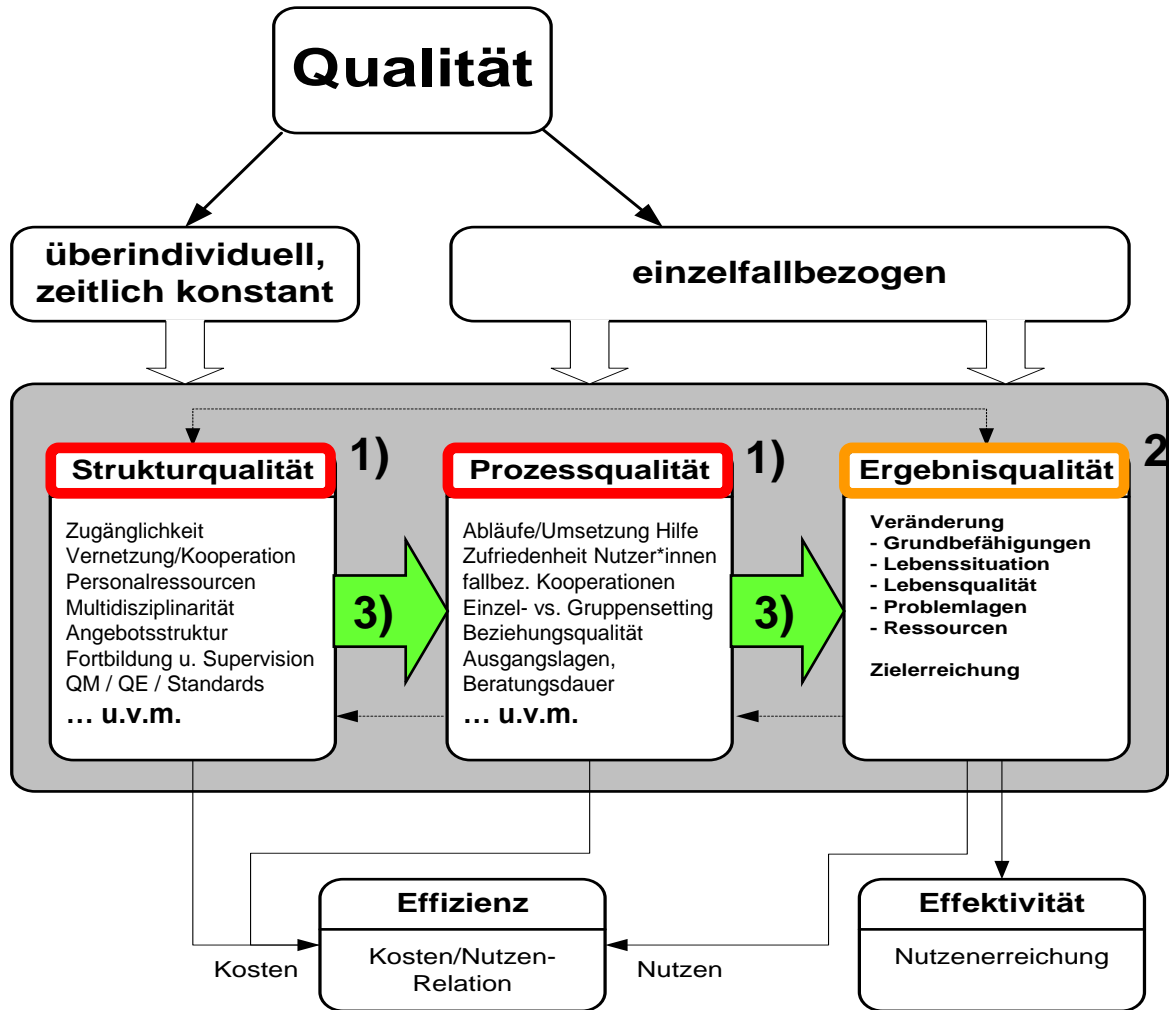 Qualität
überindividuell,
zeitlich konstant
einzelfallbezogen
Strukturqualität
1)
Zugänglichkeit
Vernetzung/Kooperation
Personalressourcen
Multidisziplinarität
Angebotsstruktur
Fortbildung u. Supervision
QM / QE / Standards
… u.v.m.
3)
Prozessqualität
1)
Abläufe/Umsetzung Hilfe
Zufriedenheit Nutzer*innen
fallbez. Kooperationen
Einzel- vs. Gruppensetting
Beziehungsqualität
Ausgangslagen,
Beratungsdauer
… u.v.m.
3)
Ergebnisqualität
2
Veränderung
- Grundbefähigungen
- Lebenssituation
- Lebensqualität
- Problemlagen
- Ressourcen
Zielerreichung
Kosten
Effizienz
Kosten/Nutzen-
Relation
Nutzen
Effektivität
Nutzenerreichung